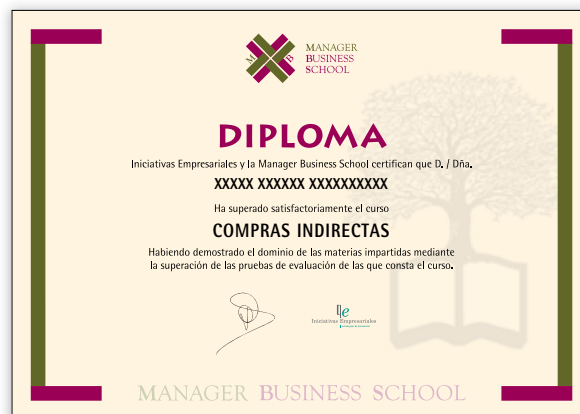 M B
MANAGER
BUSINESS
SCHOOL
DIPLOMA
Iniciativas Empresariales y la Manager Business School certifican que D. / Dña.
XXXXX XXXXXX XXXXXXXXXX
Ha superado satisfactoriamente el curso
COMPRAS INDIRECTAS
Habiendo demostrado el dominio de las materias impartidas mediante
la superación de las pruebas de evaluación de las que consta el curso.
Iniciativas Empresariales
MANAGER BUSINESS SCHOOL